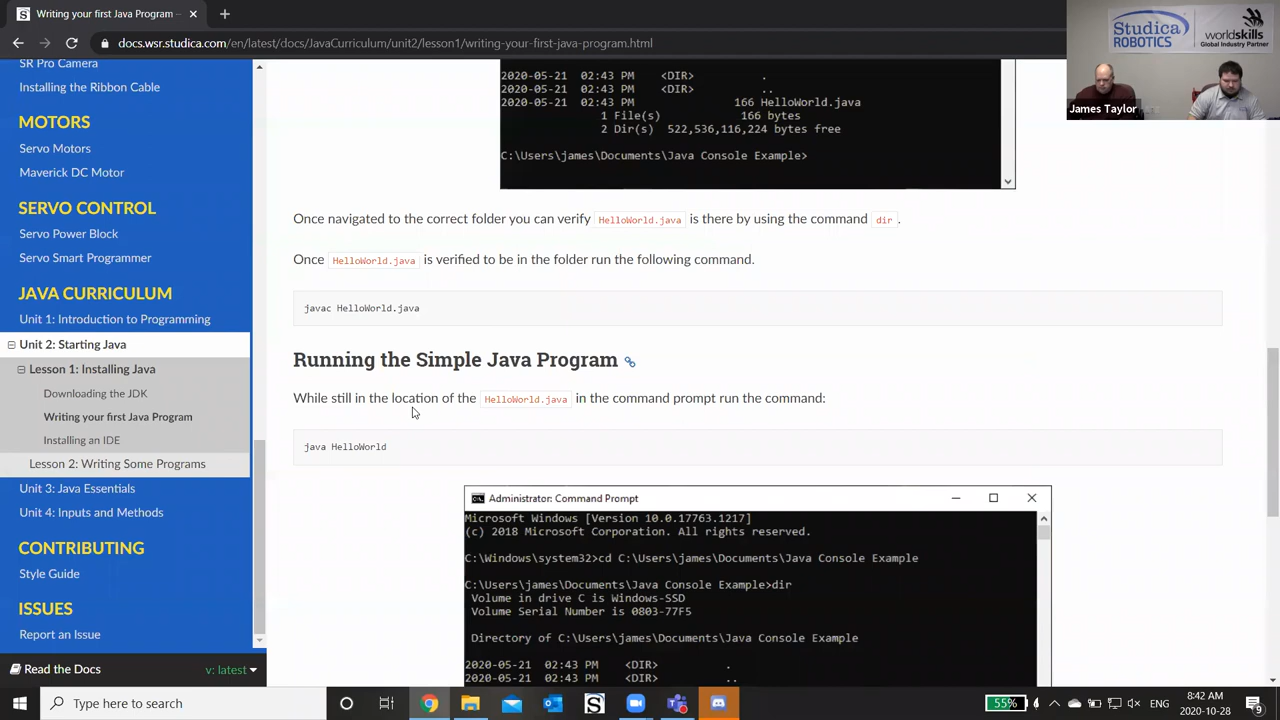 Writing your first Java Program
docs.wsr.studica.com/en/latest/docs/JavaCurriculum/unit2/lesson1/writing-your-first-java-program.html
Studica
ROBOTICS
worldskills
Global Industry Partner
James Taylor
SR Pro Camera
Installing the Ribbon Cable
MOTORS
Servo Motors
Maverick DC Motor
SERVO CONTROL
Servo Power Block
Servo Smart Programmer
JAVA CURRICULUM
Unit 1: Introduction to Programming
Unit 2: Starting Java
Lesson 1: Installing Java
Downloading the JDK
Writing your first Java Program
Installing an IDE
Lesson 2: Writing Some Programs
Unit 3: Java Essentials
Unit 4: Inputs and Methods
CONTRIBUTING
Style Guide
ISSUES
Report an Issue
Read the Docs
v: latest
2020-05-21 02:43 PM <DIR> .
2020-05-21 02:43 PM <DIR> ..
2020-05-21 02:43 PM 166 HelloWorld.java
1 File(s) 166 bytes
2 Dir(s) 522,536,116,224 bytes free
C:\Users\james\Documents\Java Console Example>
Once navigated to the correct folder you can verify HelloWorld.java is there by using the command dir.
Once HelloWorld.java is verified to be in the folder run the following command.
javac HelloWorld.java
Running the Simple Java Program
While still in the location of the HelloWorld.java in the command prompt run the command:
java HelloWorld
Administrator: Command Prompt
Microsoft Windows [Version 10.0.17763.1217]
(c) 2018 Microsoft Corporation. All rights reserved.
C:\Windows\system32>cd C:\Users\james\Documents\Java Console Example
C:\Users\james\Documents\Java Console Example>dir
Volume in drive C is Windows-SSD
Volume Serial Number is 0803-77F5
Directory of C:\Users\james\Documents\Java Console Example
2020-05-21 02:43 PM <DIR> .
2020-05-21 02:43 PM <DIR> ..
Type here to search
55%
ENG
8:42 AM
2020-10-28
9